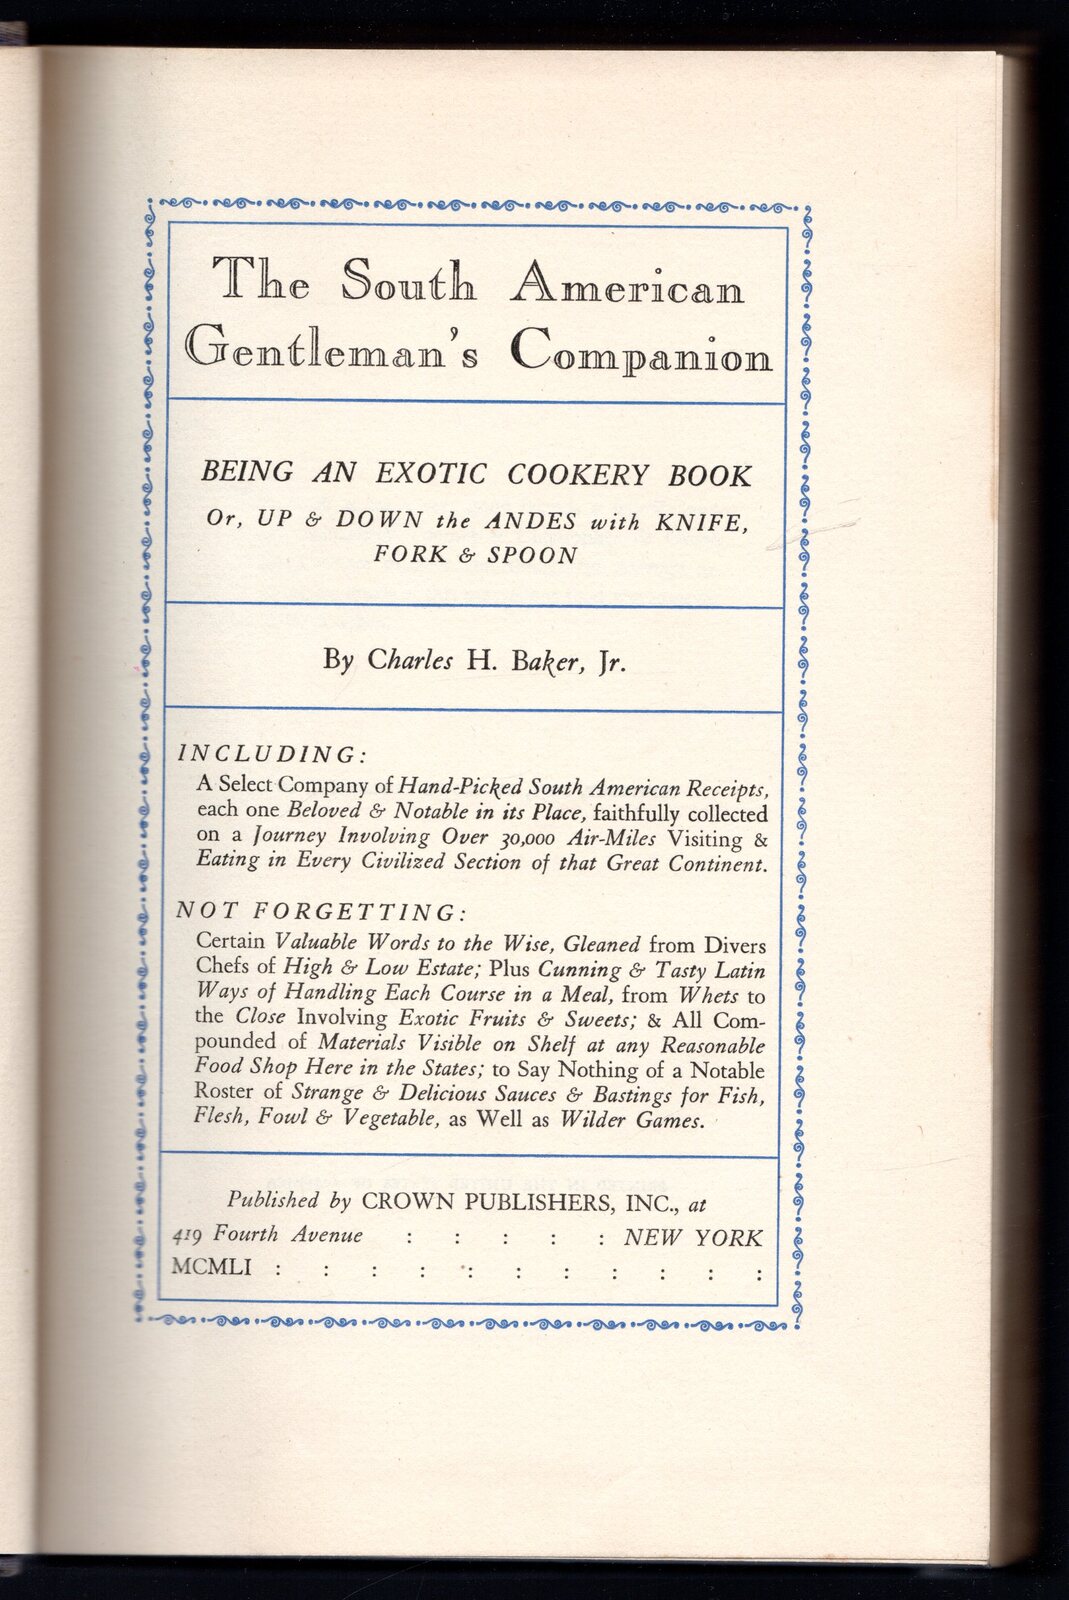 The South American
Gentleman's Companion
BEING AN EXOTIC COOKERY BOOK
Or, UP & DOWN the ANDES with KNIFE,
FORK & SPOON
By Charles H. Baker, Jr.
INCLUDING:
A Select Company of Hand-Picked South American Receipts,
each one Beloved & Notable in its Place, faithfully collected
on a Journey Involving Over 30,000 Air-Miles Visiting &
Eating in Every Civilized Section of that Great Continent.
NOT FORGETTING:
Certain Valuable Words to the Wise, Gleaned from Divers
Chefs of High & Low Estate; Plus Cunning & Tasty Latin
Ways of Handling Each Course in a Meal, from Whets to
the Close Involving Exotic Fruits & Sweets; & All Com-
pounded of Materials Visible on Shelf at any Reasonable
Food Shop Here in the States; to Say Nothing of a Notable
Roster of Strange & Delicious Sauces & Bastings for Fish,
Flesh, Fowl & Vegetable, as Well as Wilder Games.
Published by CROWN PUBLISHERS, INC., at
419 Fourth Avenue : : : : : NEW YORK
MCMLI : : : : : : : : : : :